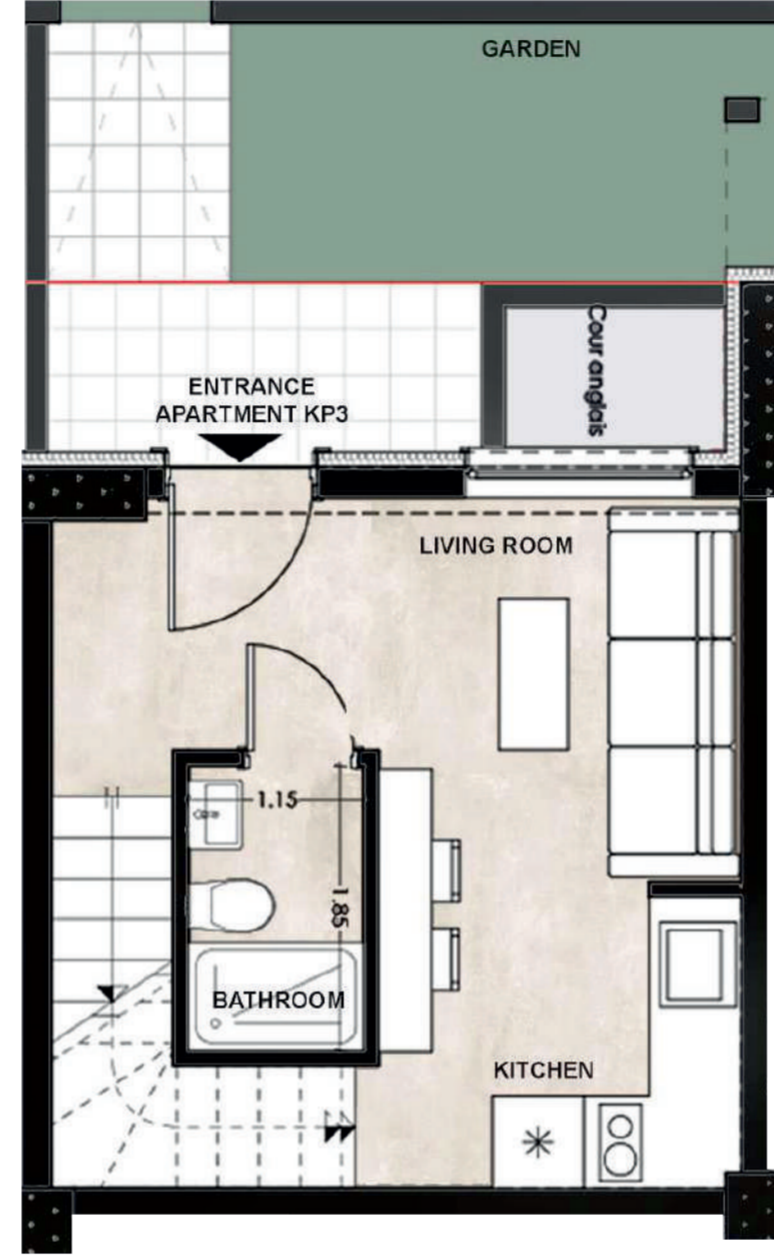 GARDEN
Cour anglais
ENTRANCE
APARTMENT KP3
LIVING ROOM
1.15
1.85
BATHROOM
KITCHEN